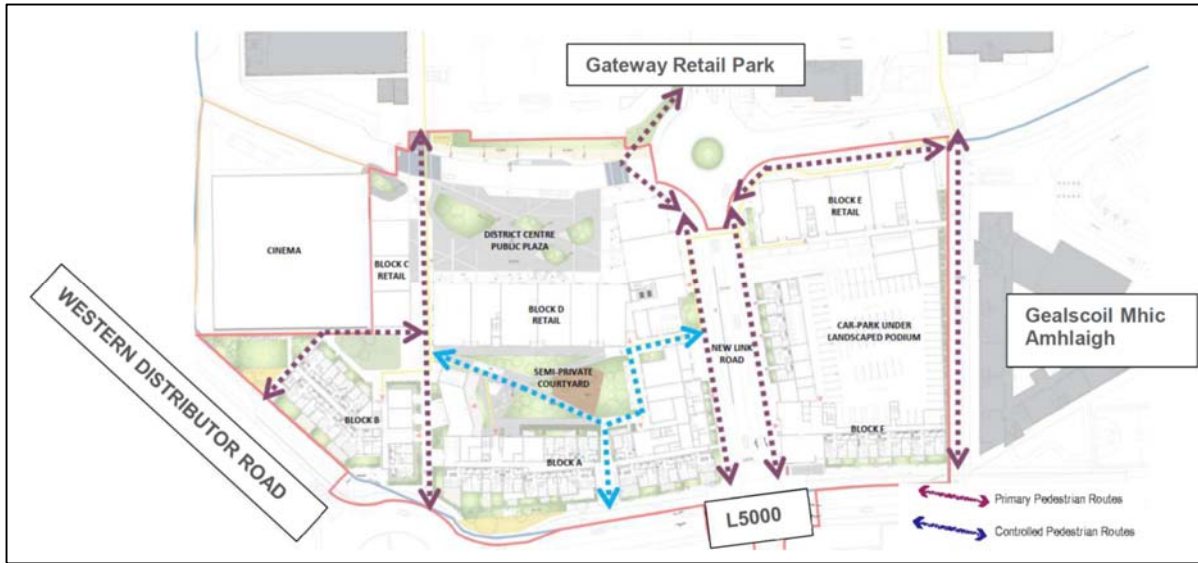 Gateway Retail Park
BLOCK E
RETAIL
DISTRICT CENTRE
PUBLIC PLAZA
CINEMA
BLOCK C
RETAIL
WESTERN DISTRIBUTOR ROAD
BLOCK D
RETAIL
NEW LINK
ROAD
CAR-PARK UNDER
LANDSCAPED PODIUM
Gealscoil Mhic
Amhlaigh
SEMI-PRIVATE
COURTYARD
BLOCK B
BLOCK A
BLOCK E
L5000
Primary Pedestrian Routes
Controlled Pedestrian Routes